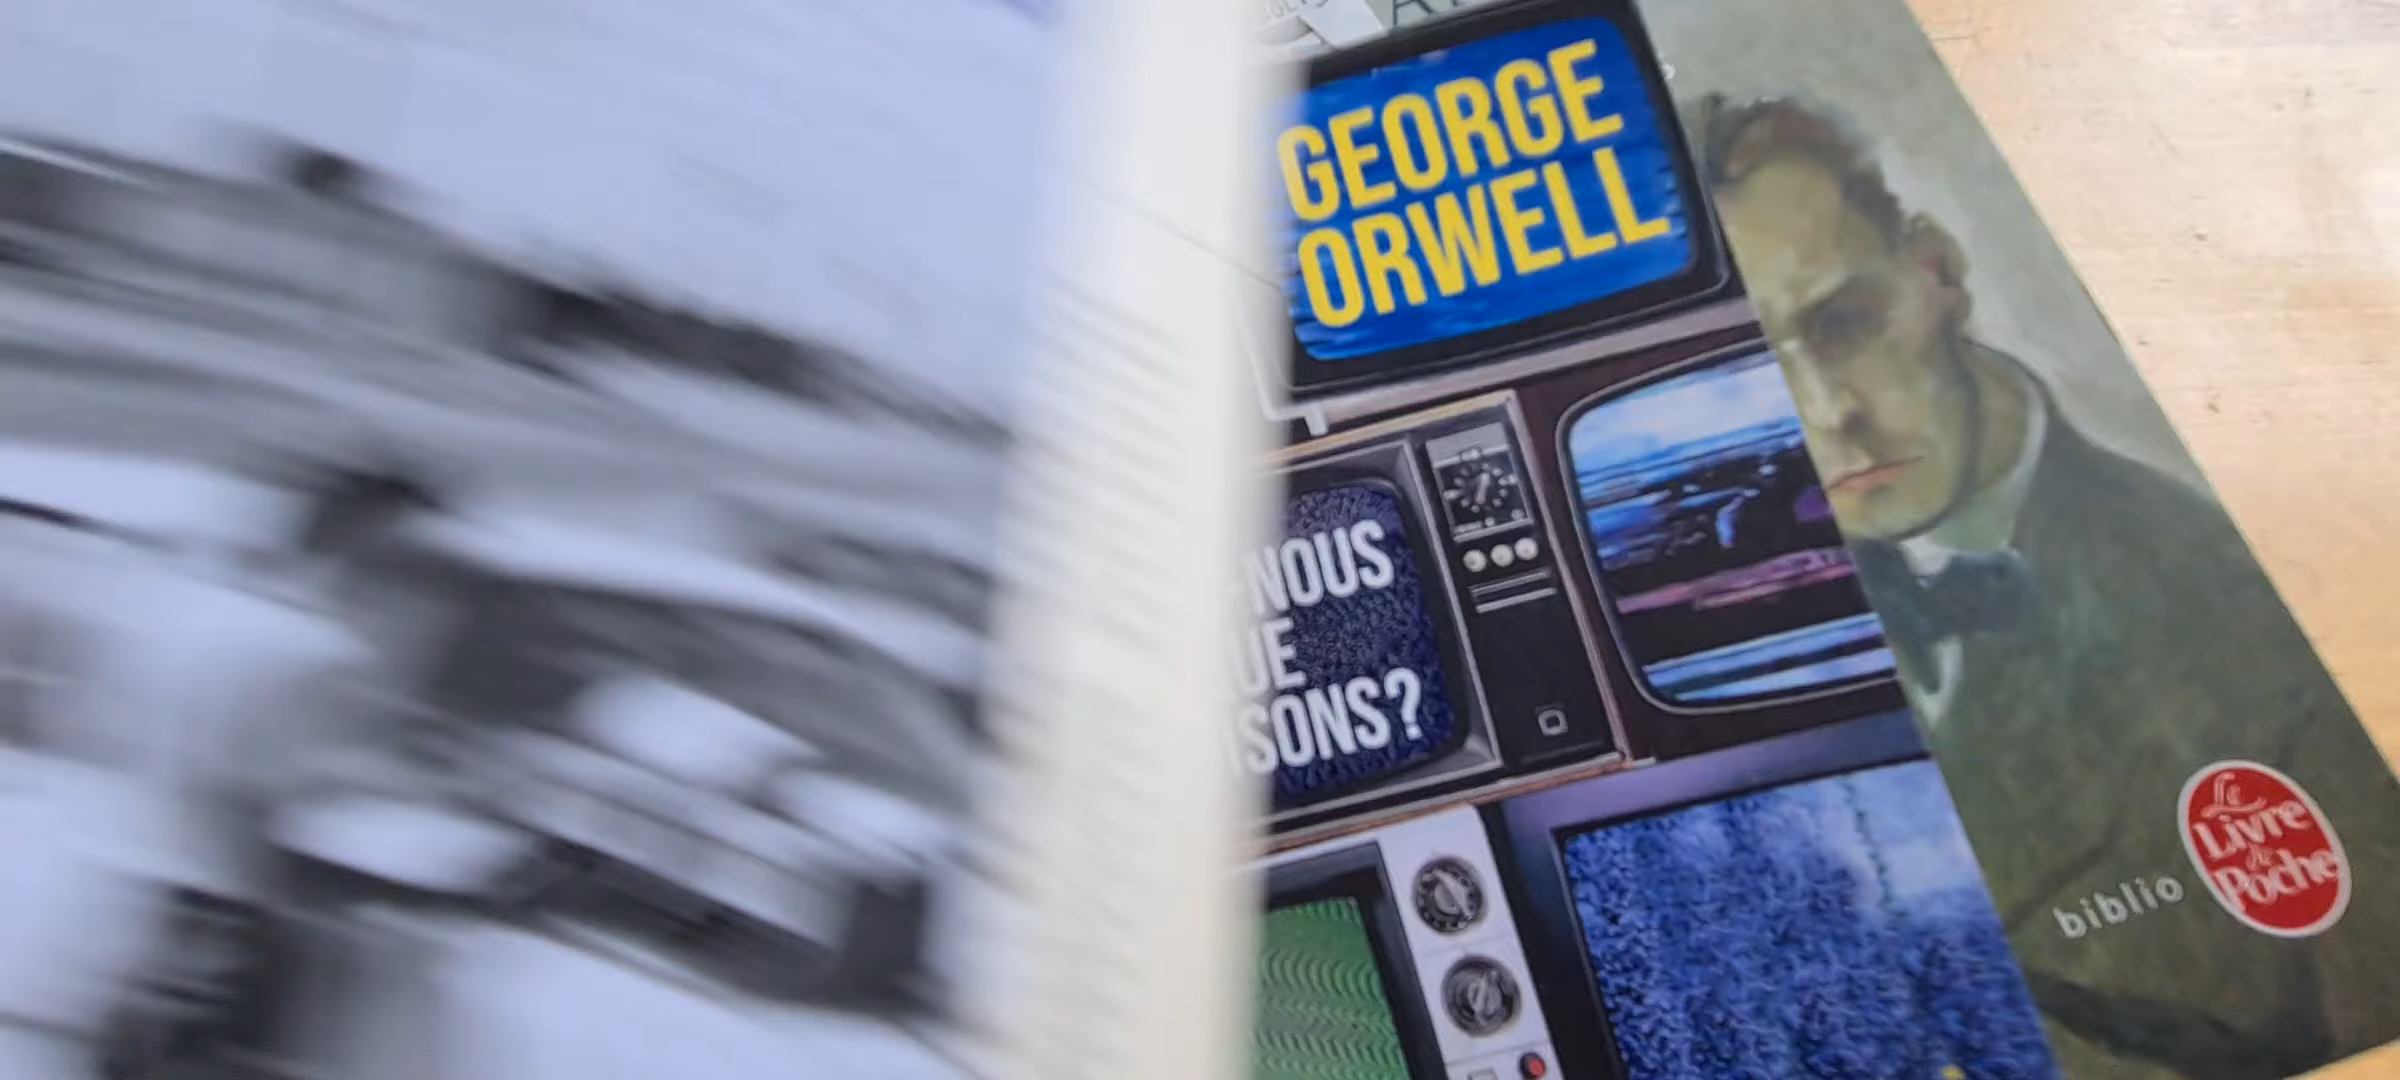 GEORGE
ORWELL
-NOUS
UE
SONS?
biblio
Le
Livre
de
Poche